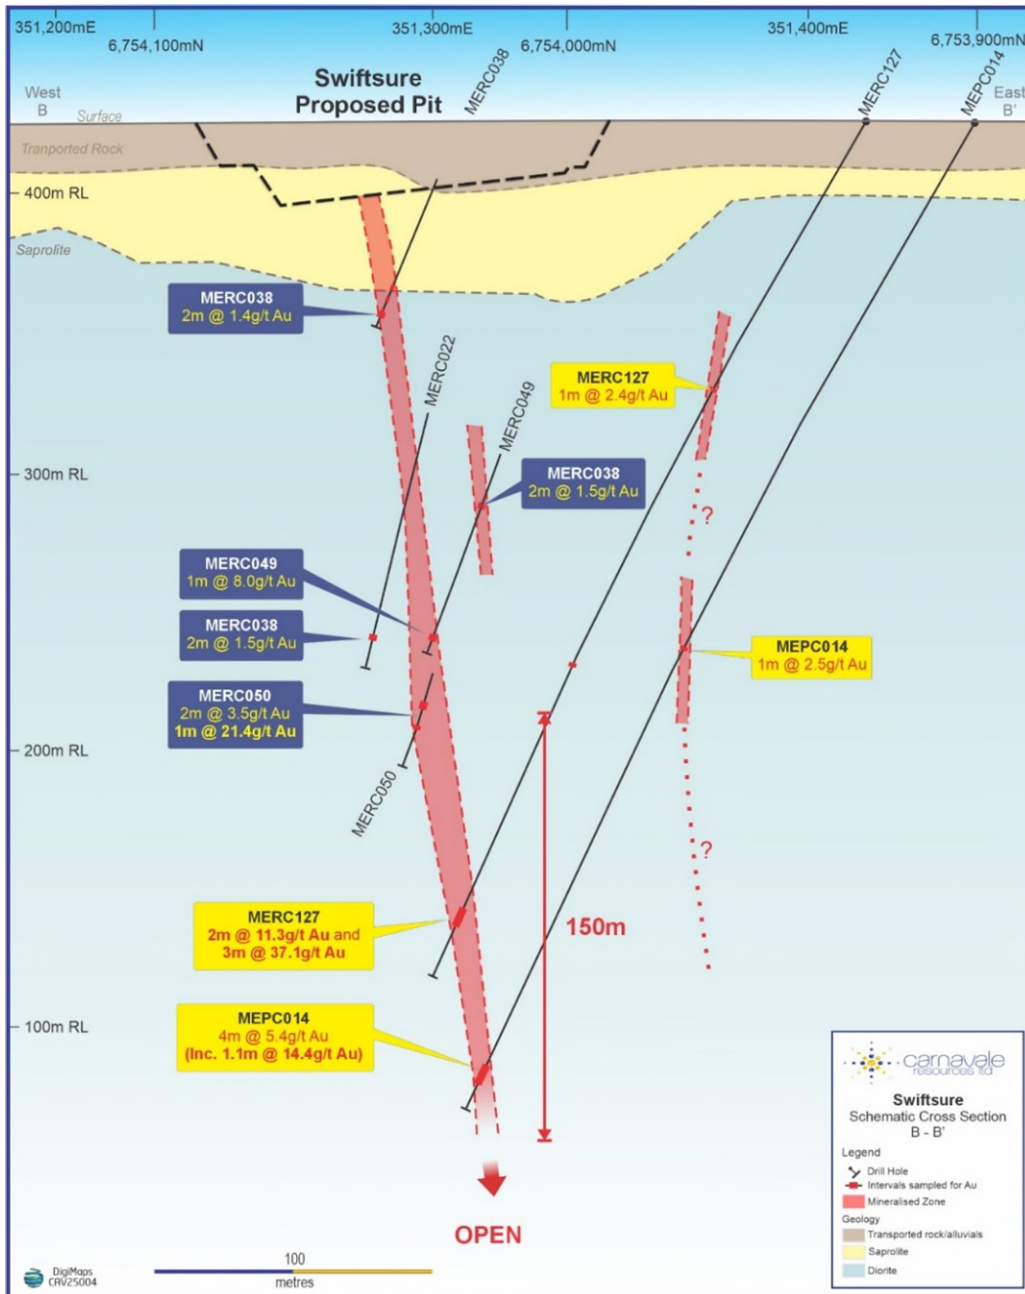 351,200mE
6,754,100mN
351,300mE
6,754,000mN
351,400mE
6,753,900mN
West
B
Surface
Swiftsure
Proposed Pit
MERC038
MERC127
MEPC014
East
B'
Tranported Rock
400m RL
Saprolite
MERC038
2m @ 1.4g/t Au
MERC022
MERC049
MERC127
1m @ 2.4g/t Au
300m RL
MERC038
2m @ 1.5g/t Au
?
MERC049
1m @ 8.0g/t Au
MERC038
2m @ 1.5g/t Au
MEPC014
1m @ 2.5g/t Au
MERC050
2m @ 3.5g/t Au
1m @ 21.4g/t Au
200m RL
MERC050
?
MERC127
2m @ 11.3g/t Au and
3m @ 37.1g/t Au
150m
MEPC014
4m @ 5.4g/t Au
(Inc. 1.1m @ 14.4g/t Au)
100m RL
OPEN
100
metres
DigiMaps
CAV25004
carnavale
resources ltd
Swiftsure
Schematic Cross Section
B - B'
Legend
Drill Hole
Intervals sampled for Au
Mineralised Zone
Geology
Transported rock/alluvials
Saprolite
Diorite